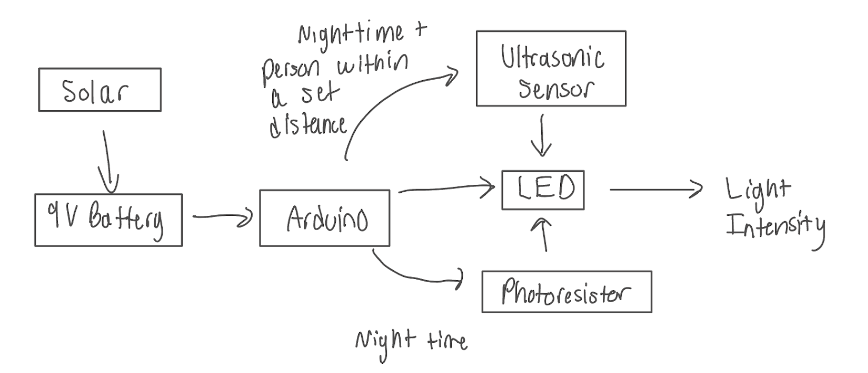 Nighttime +
person within
a set
distance
Ultrasonic
sensor
Solar
9V Battery
Arduino
LED
Light
Intensity
Photoresistor
Night time